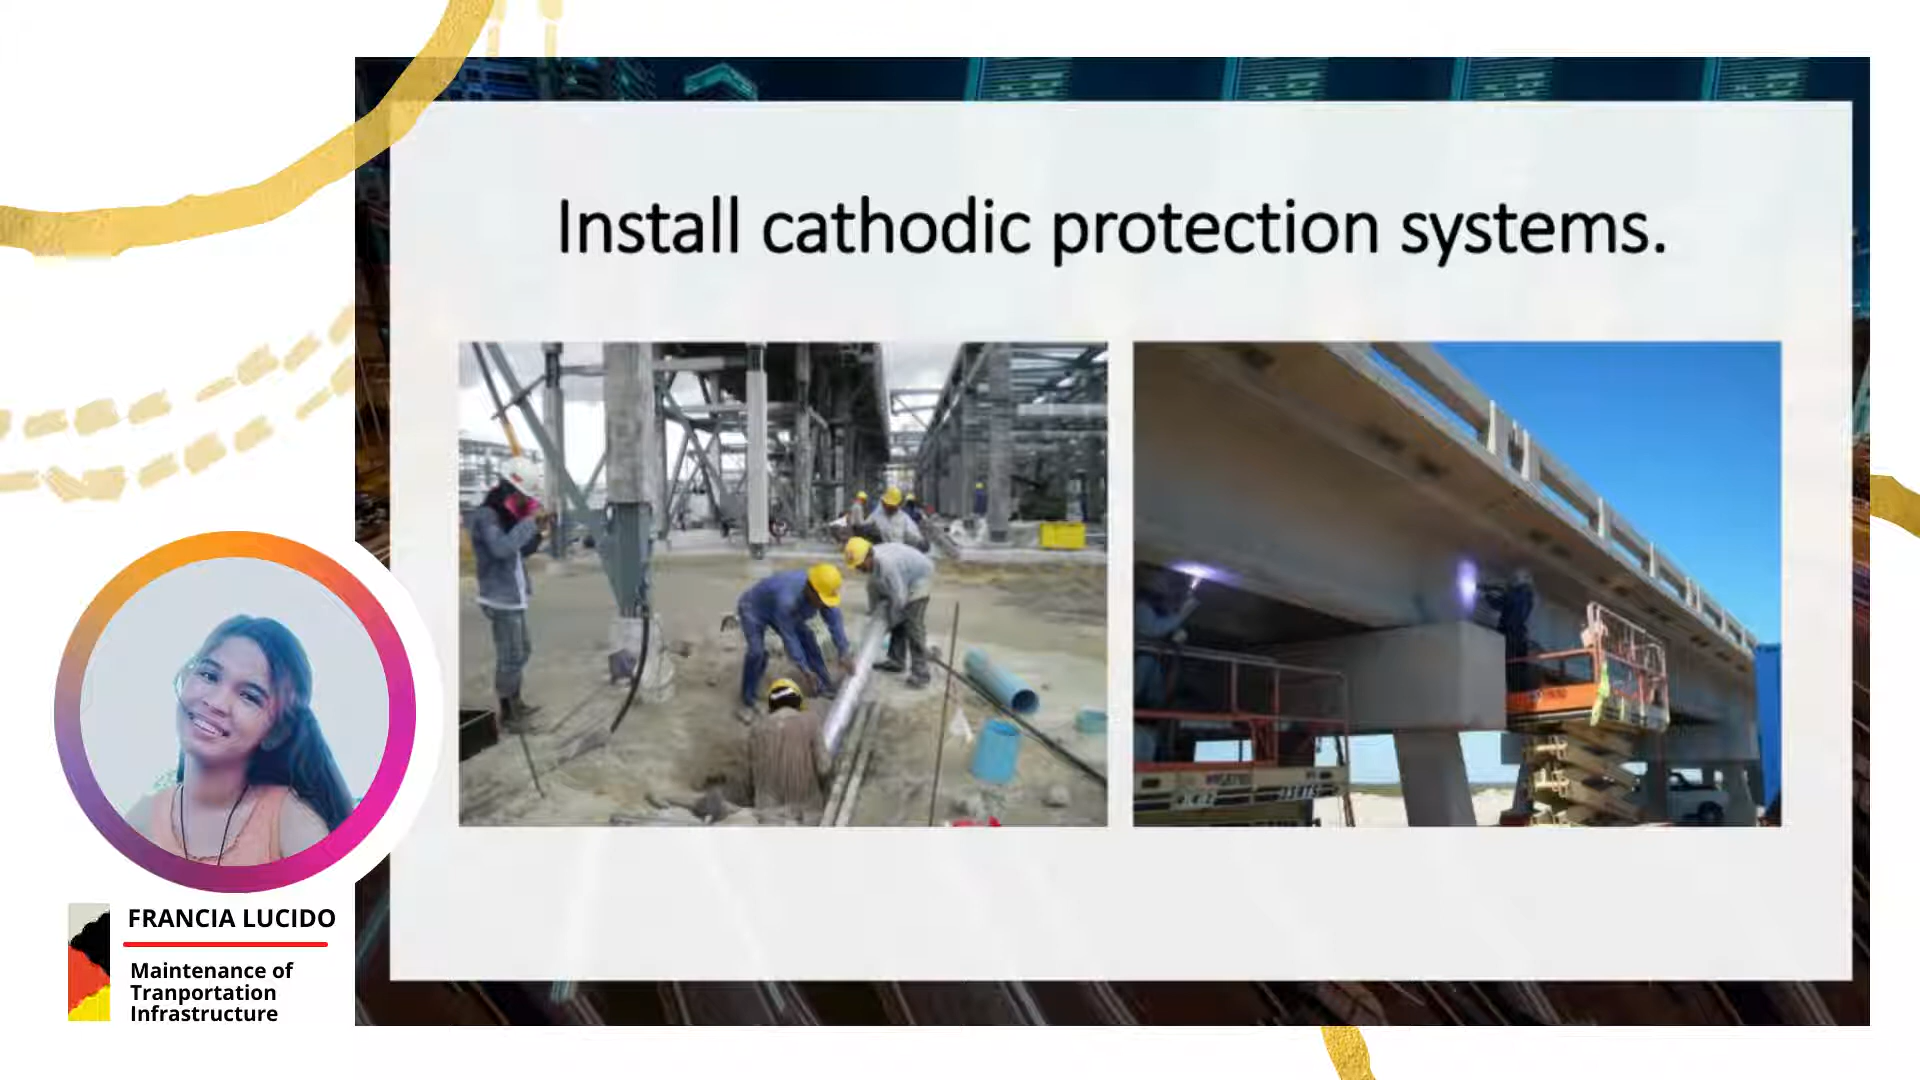 Install cathodic protection systems.
FRANCIA LUCIDO
Maintenance of
Tranportation
Infrastructure